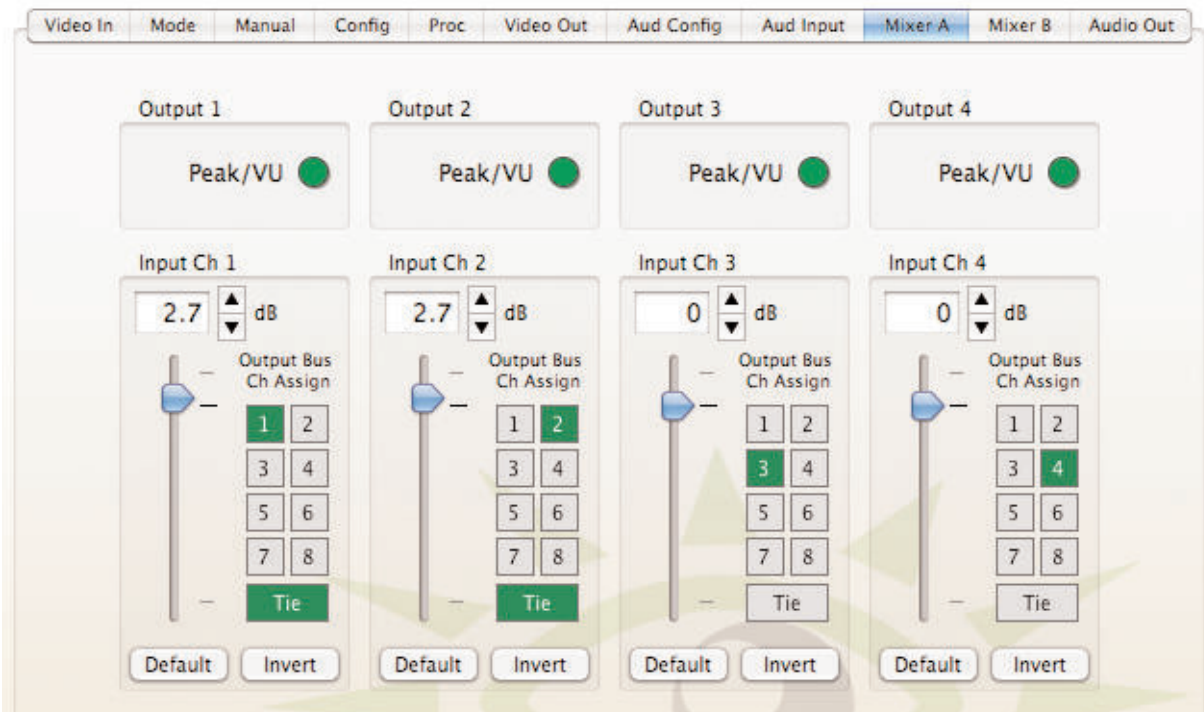 Video In Mode Manual Config Proc Video Out Aud Config Aud Input Mixer A Mixer B Audio Out
Output 1 Output 2 Output 3 Output 4
Peak/VU Peak/VU Peak/VU Peak/VU
Input Ch 1 Input Ch 2 Input Ch 3 Input Ch 4
2.7 dB 2.7 dB 0 dB 0 dB
Output Bus Output Bus Output Bus Output Bus
Ch Assign Ch Assign Ch Assign Ch Assign
1 2 1 2 1 2 1 2
3 4 3 4 3 4 3 4
5 6 5 6 5 6 5 6
7 8 7 8 7 8 7 8
Tie Tie Tie Tie
Default Invert Default Invert Default Invert Default Invert